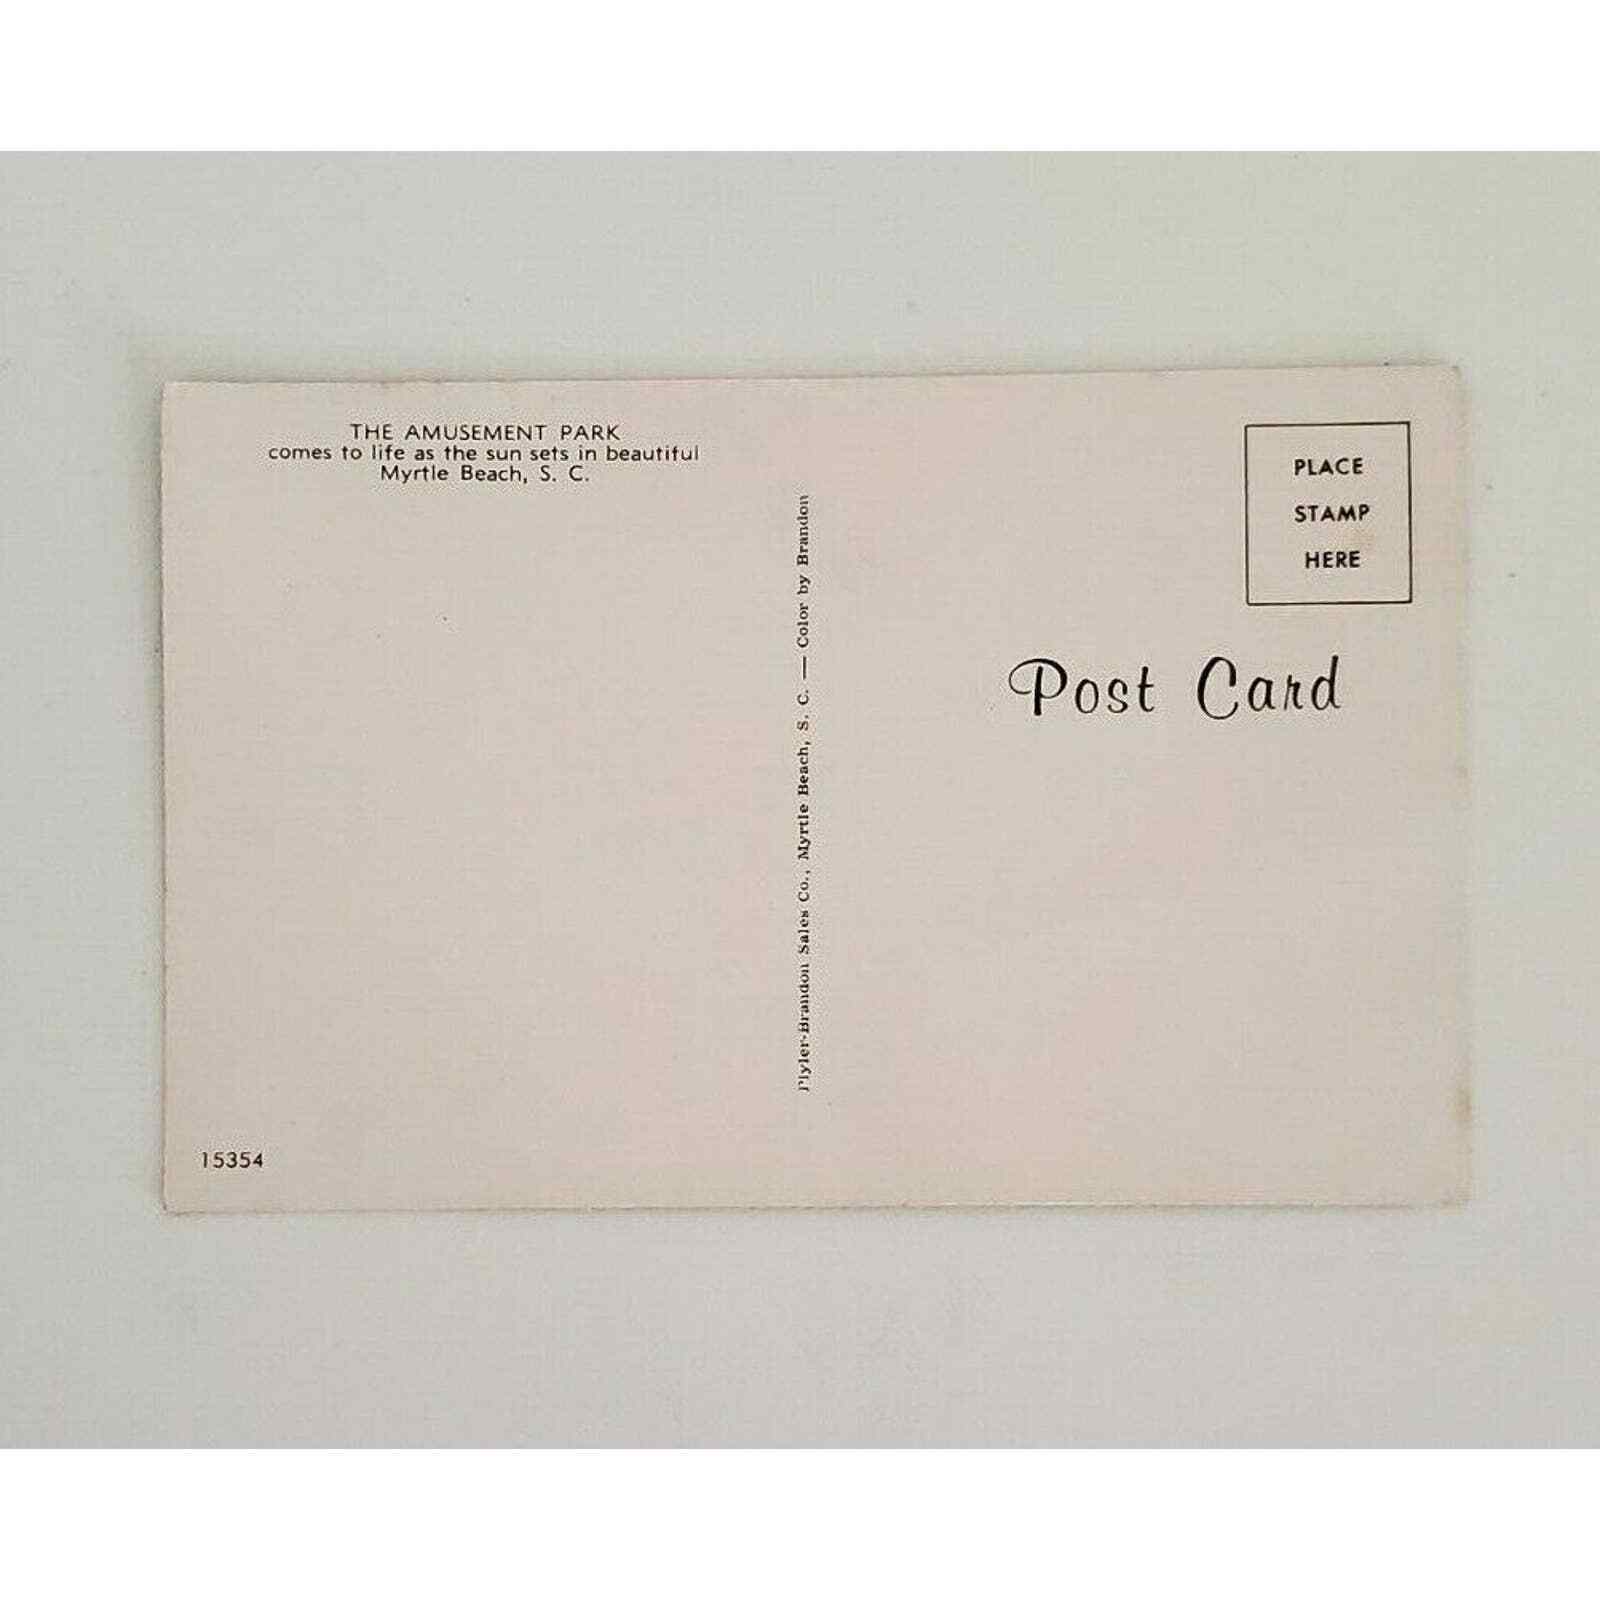 THE AMUSEMENT PARK
comes to life as the sun sets in beautiful
Myrtle Beach, S. C.
Plyler-Brandon Sales Co., Myrtle Beach, S. C. — Color by Brandon
PLACE
STAMP
HERE
Post Card
15354